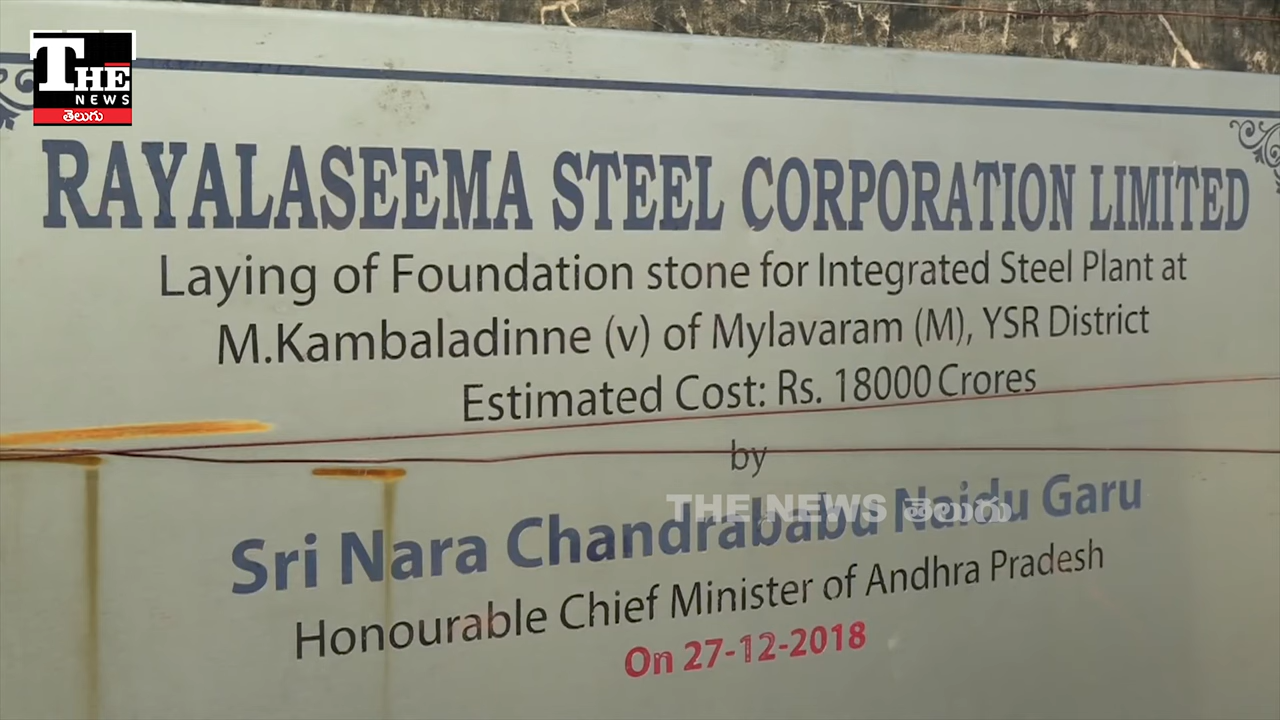 THE
NEWS
తెలుగు
RAYALASEEMA STEEL CORPORATION LIMITED
Laying of Foundation stone for Integrated Steel Plant at
M.Kambaladinne (v) of Mylavaram (M), YSR District
Estimated Cost: Rs. 18000 Crores
by
THE NEWS తెలుగు
Sri Nara Chandrababu Naidu Garu
Honourable Chief Minister of Andhra Pradesh
On 27-12-2018